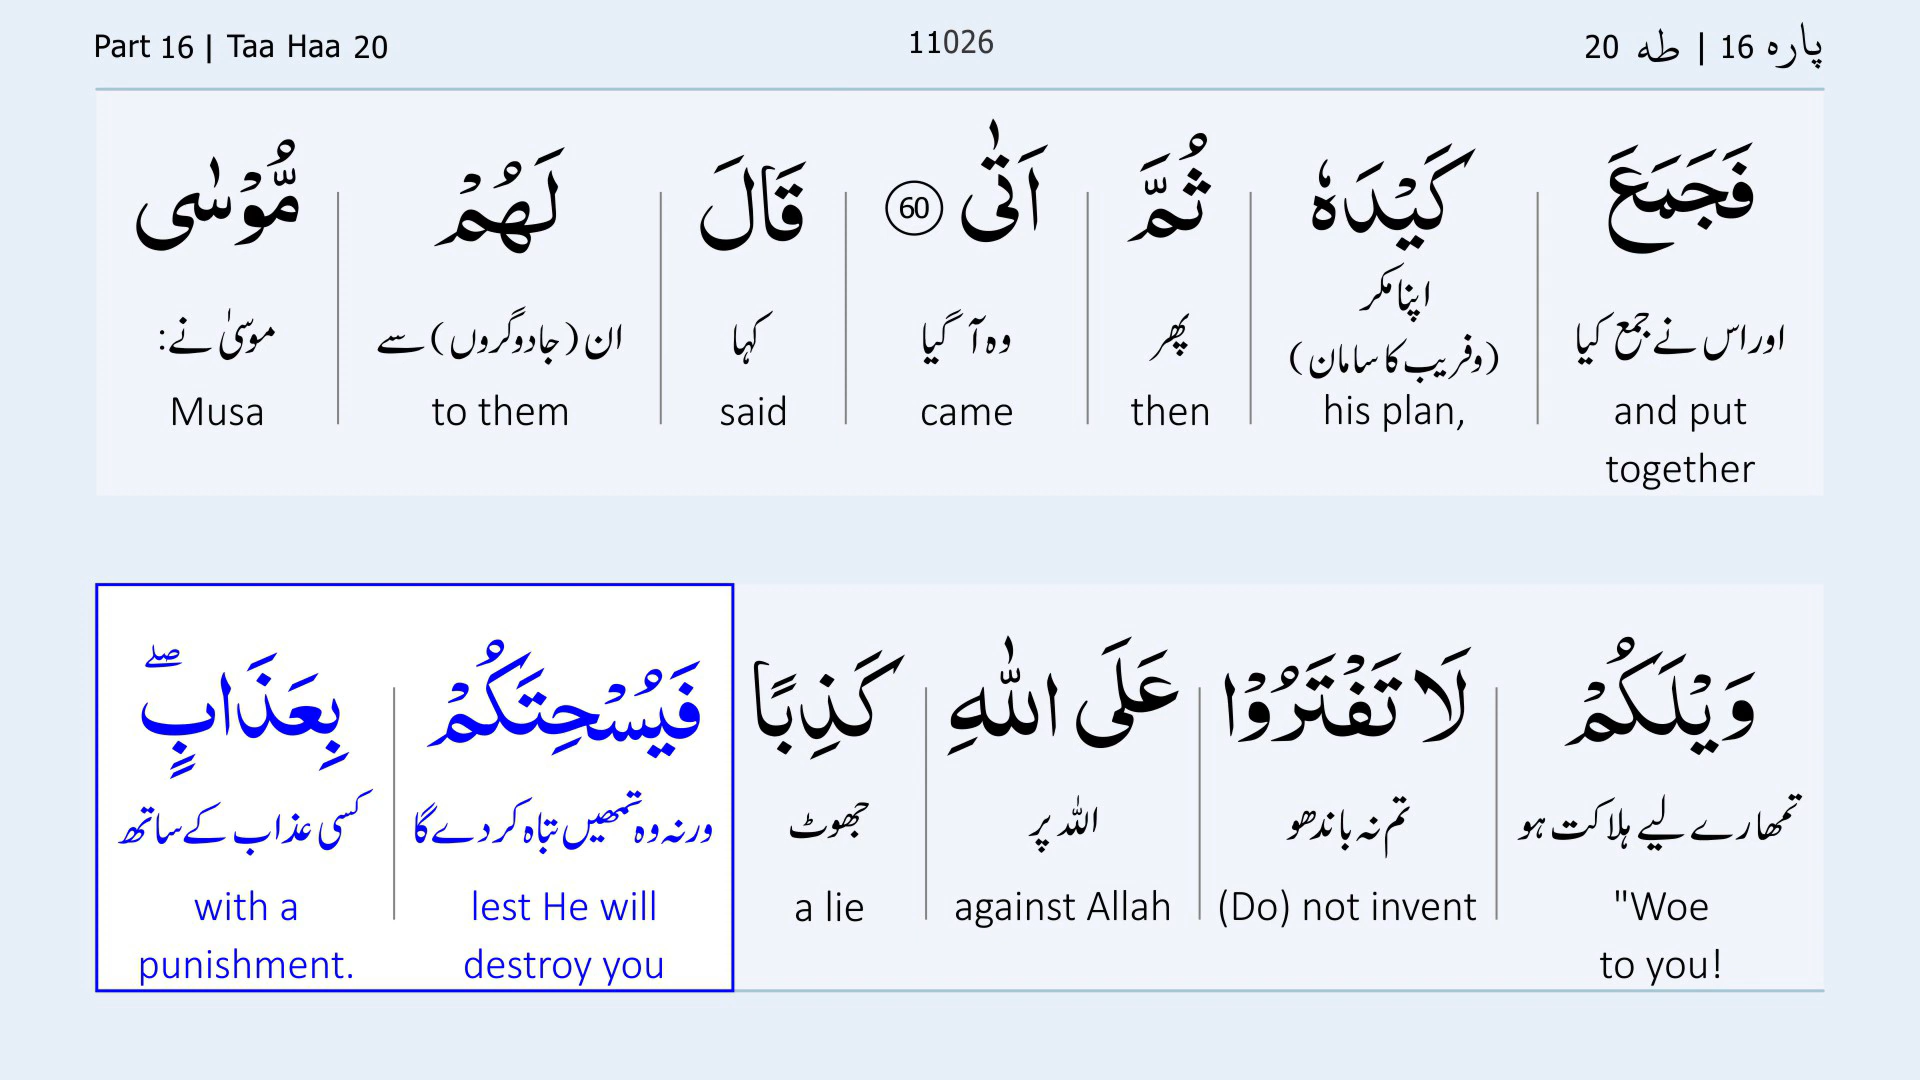 Part 16 | Taa Haa 20
11026
پارہ 16 | طہ 20
فَجَمَعَ كَيْدَهٗ ثُمَّ اَتٰى 60 قَالَ لَهُمْ مُّوْسٰى
اور اس نے جمع کیا اپنا مکر (و فریب کا سامان) پھر وہ آ گیا کہا ان (جادوگروں) سے موسیٰ نے:
and put together his plan, then came said to them Musa
وَيْلَكُمْ لَا تَفْتَرُوْا عَلَى اللّٰهِ كَذِبًا فَيُسْحِتَكُمْ بِعَذَابٍ ۖ
تمھارے لیے ہلاکت ہو تم نہ باندھو اللہ پر جھوٹ ورنہ وہ تمھیں تباہ کر دے گا کسی عذاب کے ساتھ
"Woe to you! (Do) not invent against Allah a lie lest He will destroy you with a punishment.